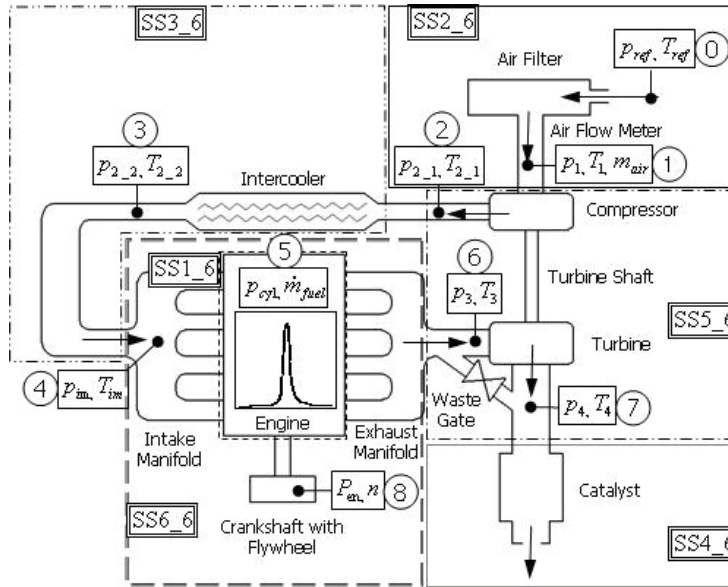 SS3_6
SS2_6
Air Filter
p_ref, T_ref
0
Air Flow Meter
3
2
p_2_2, T_2_2
p_2_1, T_2_1
p_1, T_1, m_air
1
Intercooler
Compressor
SS1_6
5
p_cyl, ṁ_fuel
6
p_3, T_3
Turbine Shaft
SS5_6
Turbine
4
p_im, T_im
Waste
Gate
p_4, T_4
7
Engine
Intake
Manifold
Exhaust
Manifold
P_en, n
8
Catalyst
SS6_6
Crankshaft with
Flywheel
SS4_6